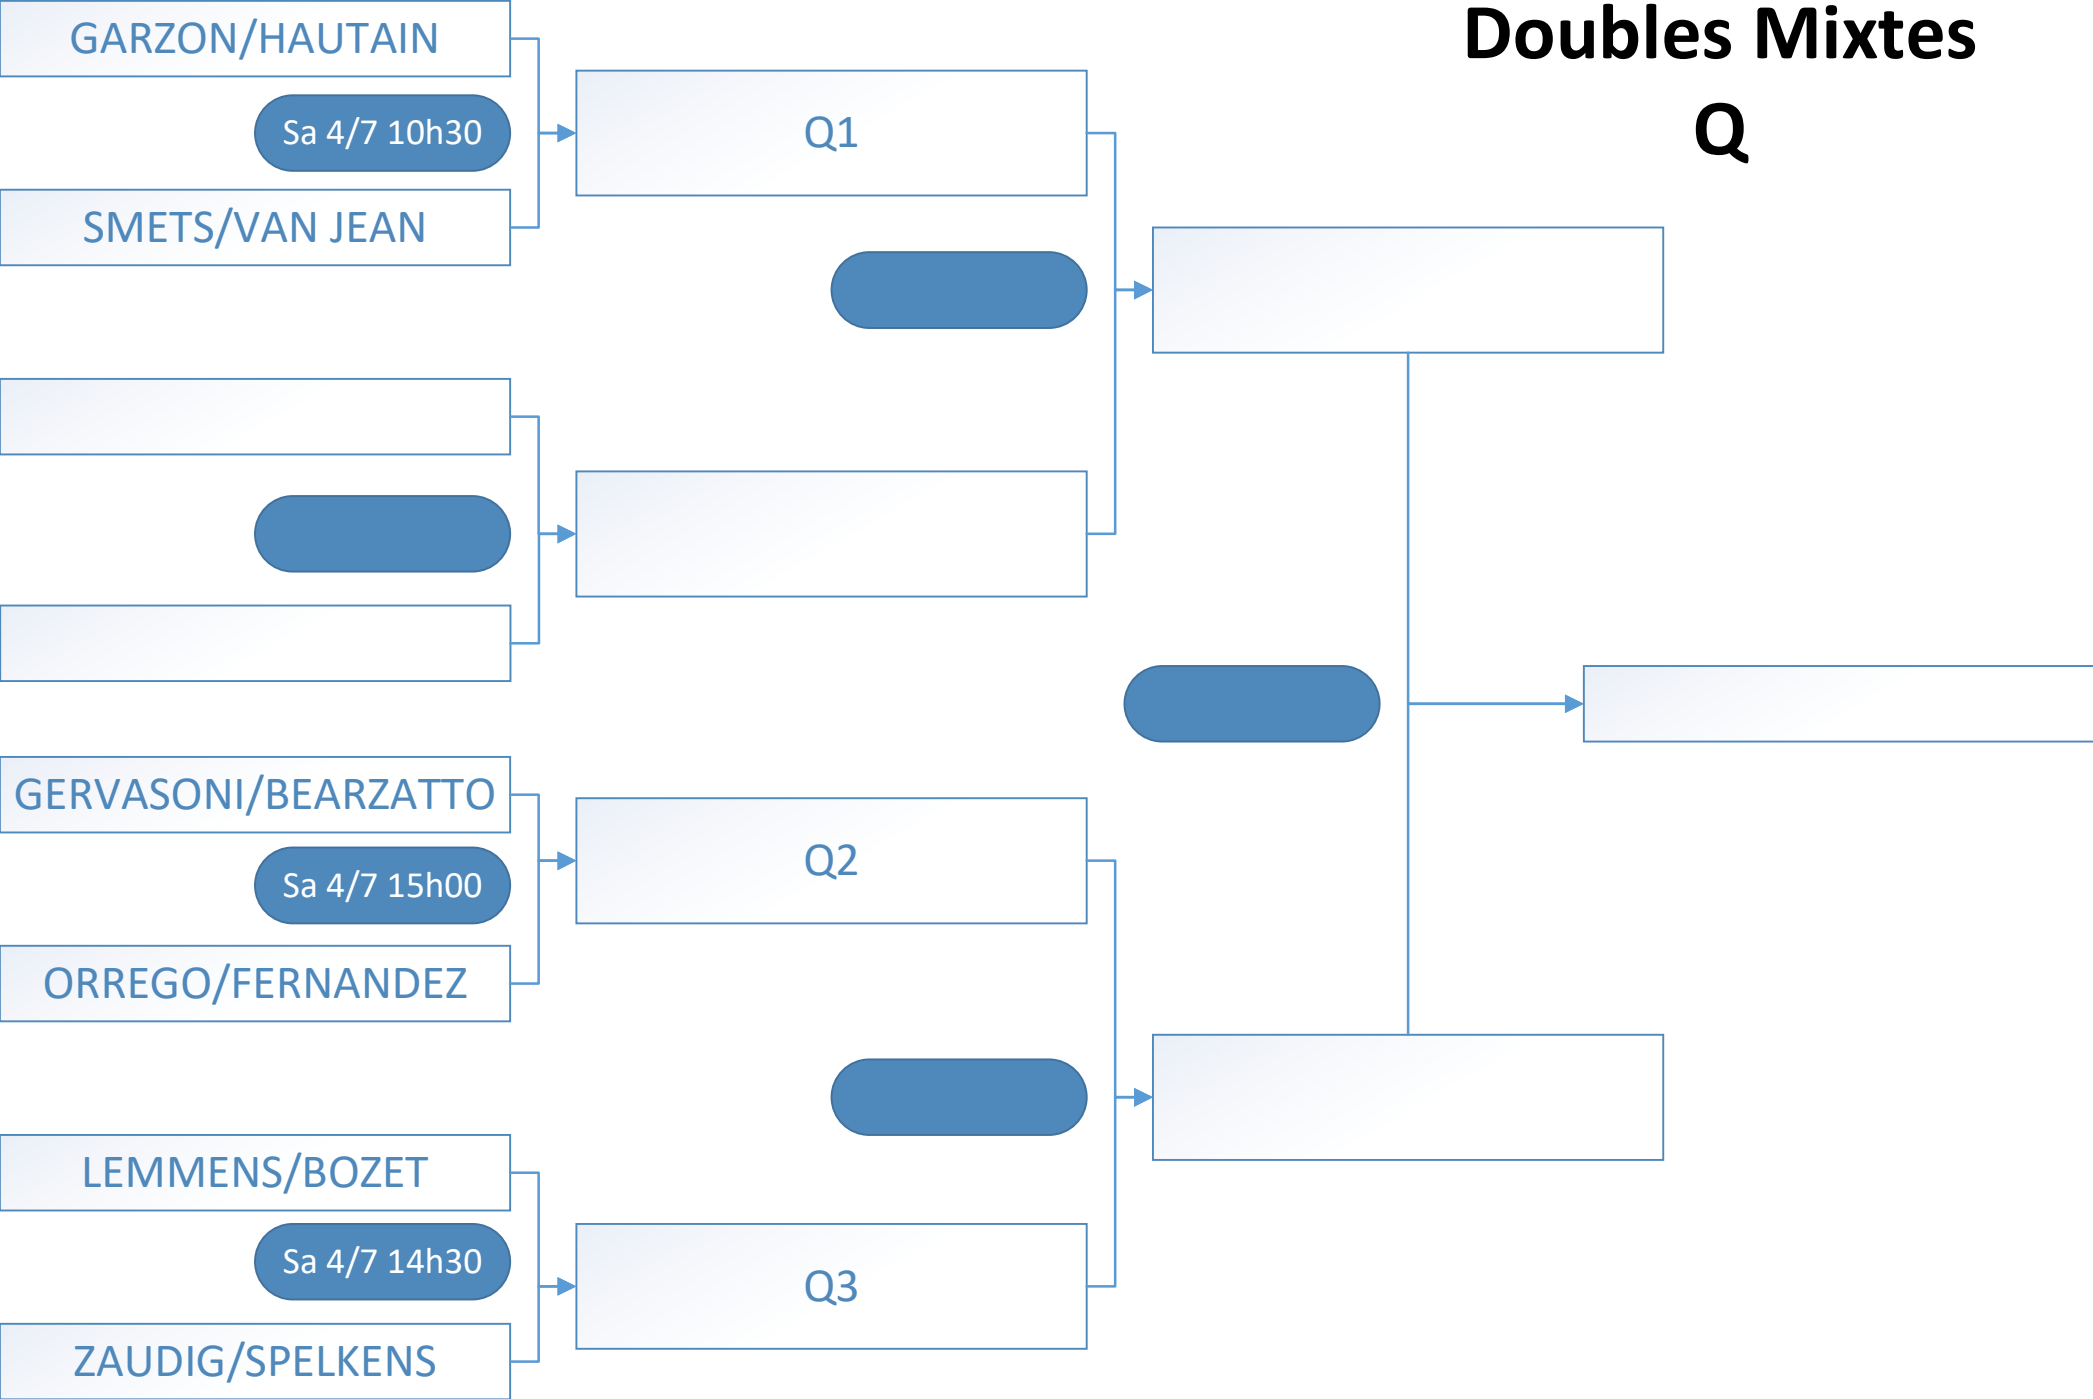 Doubles Mixtes
Q
GARZON/HAUTAIN
Sa 4/7 10h30
Q1
SMETS/VAN JEAN
GERVASONI/BEARZATTO
Sa 4/7 15h00
Q2
ORREGO/FERNANDEZ
LEMMENS/BOZET
Sa 4/7 14h30
Q3
ZAUDIG/SPELKENS